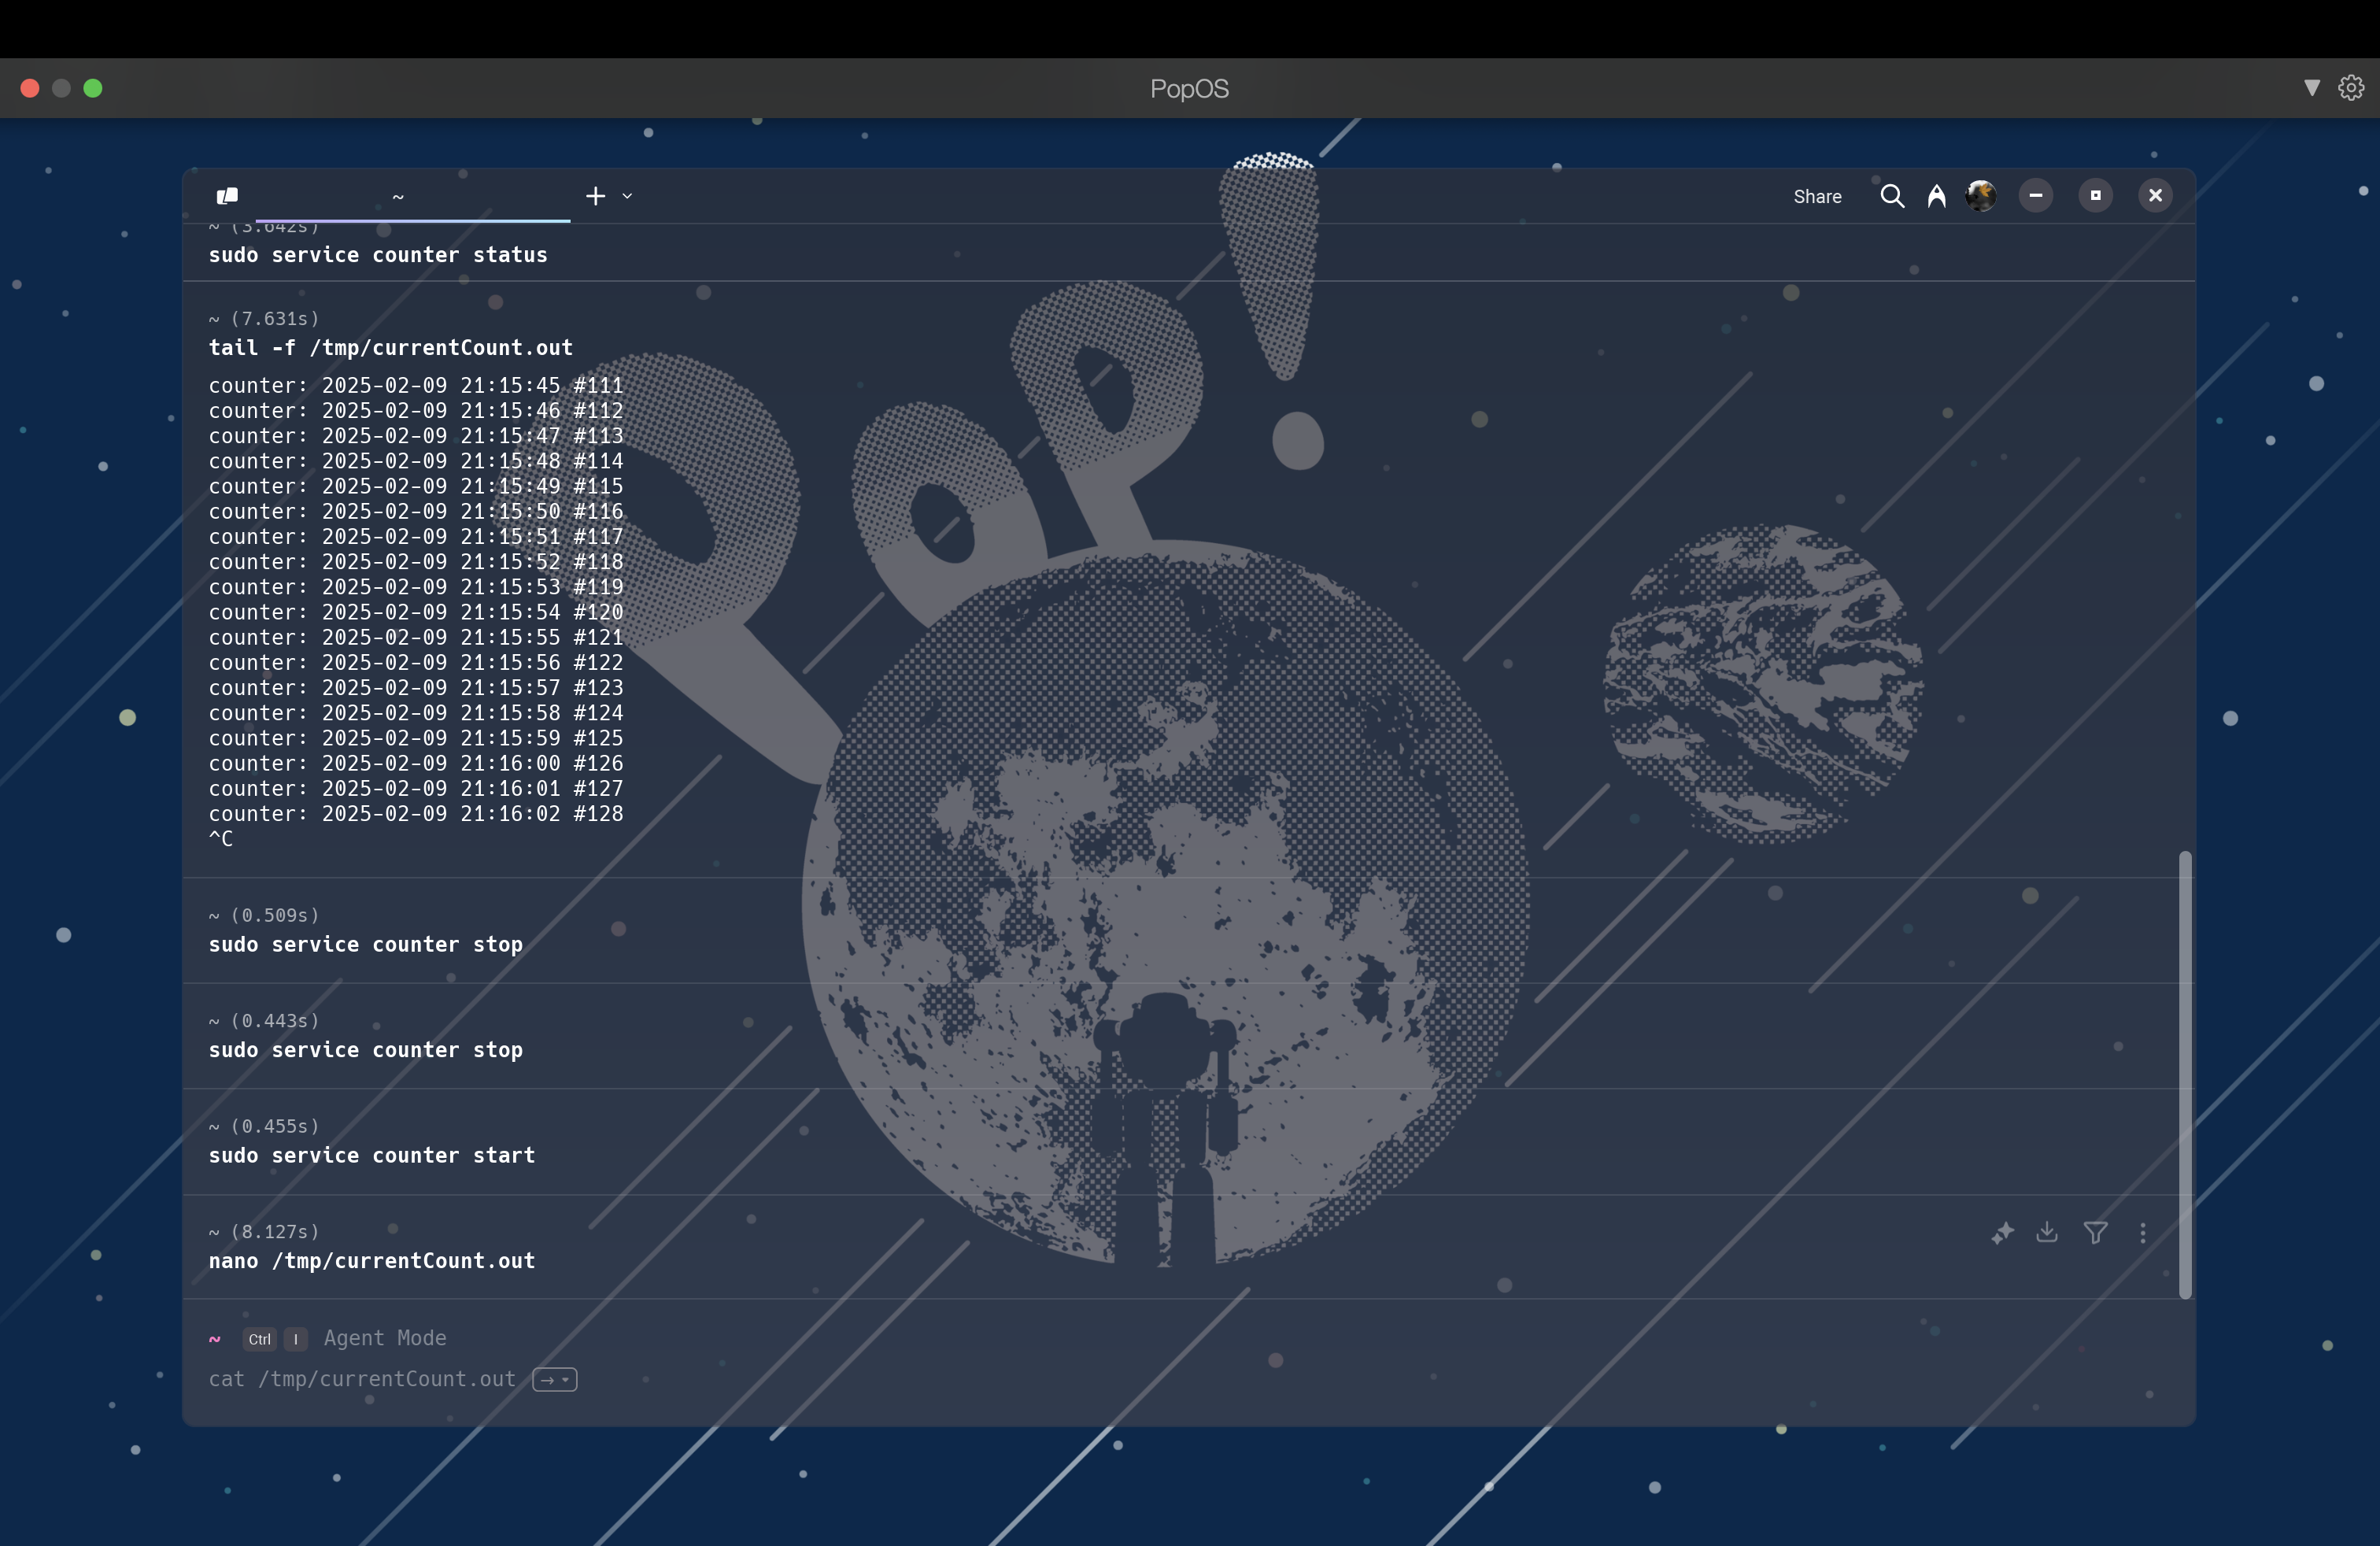 PopOS
~
Share
~ (3.642s)
sudo service counter status
~ (7.631s)
tail -f /tmp/currentCount.out
counter: 2025-02-09 21:15:45 #111
counter: 2025-02-09 21:15:46 #112
counter: 2025-02-09 21:15:47 #113
counter: 2025-02-09 21:15:48 #114
counter: 2025-02-09 21:15:49 #115
counter: 2025-02-09 21:15:50 #116
counter: 2025-02-09 21:15:51 #117
counter: 2025-02-09 21:15:52 #118
counter: 2025-02-09 21:15:53 #119
counter: 2025-02-09 21:15:54 #120
counter: 2025-02-09 21:15:55 #121
counter: 2025-02-09 21:15:56 #122
counter: 2025-02-09 21:15:57 #123
counter: 2025-02-09 21:15:58 #124
counter: 2025-02-09 21:15:59 #125
counter: 2025-02-09 21:16:00 #126
counter: 2025-02-09 21:16:01 #127
counter: 2025-02-09 21:16:02 #128
^C
~ (0.509s)
sudo service counter stop
~ (0.443s)
sudo service counter stop
~ (0.455s)
sudo service counter start
~ (8.127s)
nano /tmp/currentCount.out
~ Ctrl I Agent Mode
cat /tmp/currentCount.out
POP!